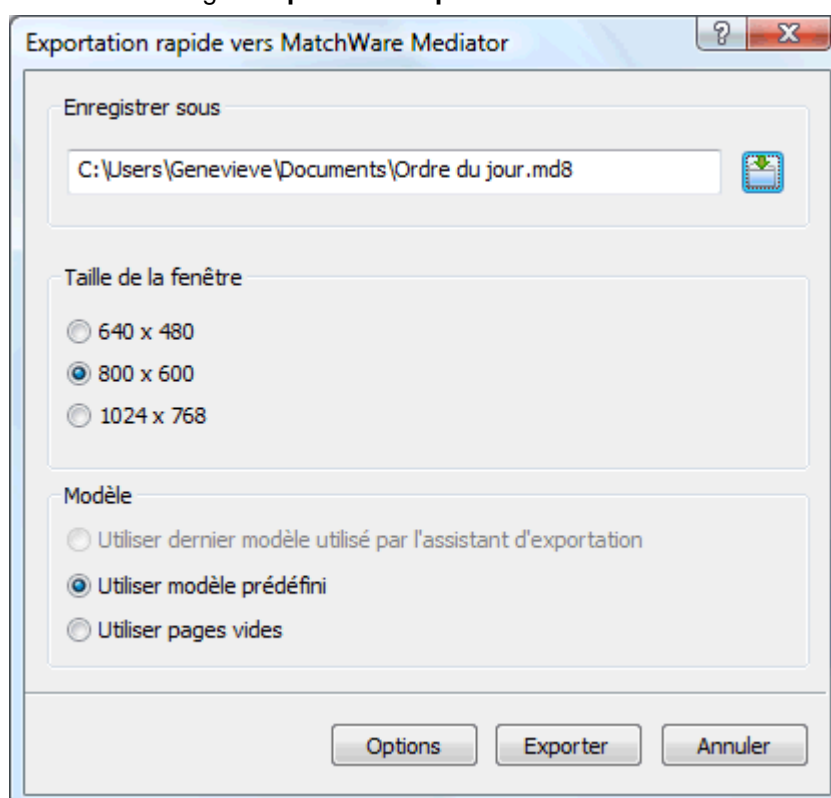 Exportation rapide vers MatchWare Mediator
Enregistrer sous
C:\Users\Genevieve\Documents\Ordre du jour.md8
Taille de la fenêtre
640 x 480
800 x 600
1024 x 768
Modèle
Utiliser dernier modèle utilisé par l'assistant d'exportation
Utiliser modèle prédéfini
Utiliser pages vides
Options Exporter Annuler